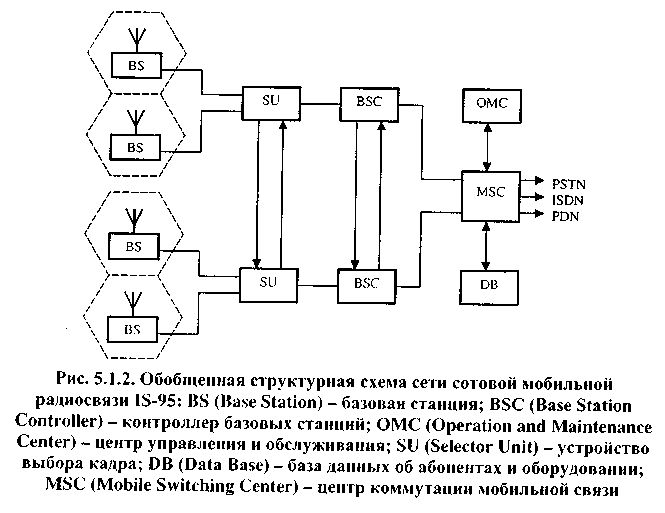 BS
SU
BSC
OMC
BS
MSC
PSTN
ISDN
PDN
BS
SU
BSC
DB
BS
Рис. 5.1.2. Обобщенная структурная схема сети сотовой мобильной
радиосвязи IS-95: BS (Base Station) – базовая станция; BSC (Base Station
Controller) – контроллер базовых станций; OMC (Operation and Maintenance
Center) – центр управления и обслуживания; SU (Selector Unit) – устройство
выбора кадра; DB (Data Base) – база данных об абонентах и оборудовании;
MSC (Mobile Switching Center) – центр коммутации мобильной связи